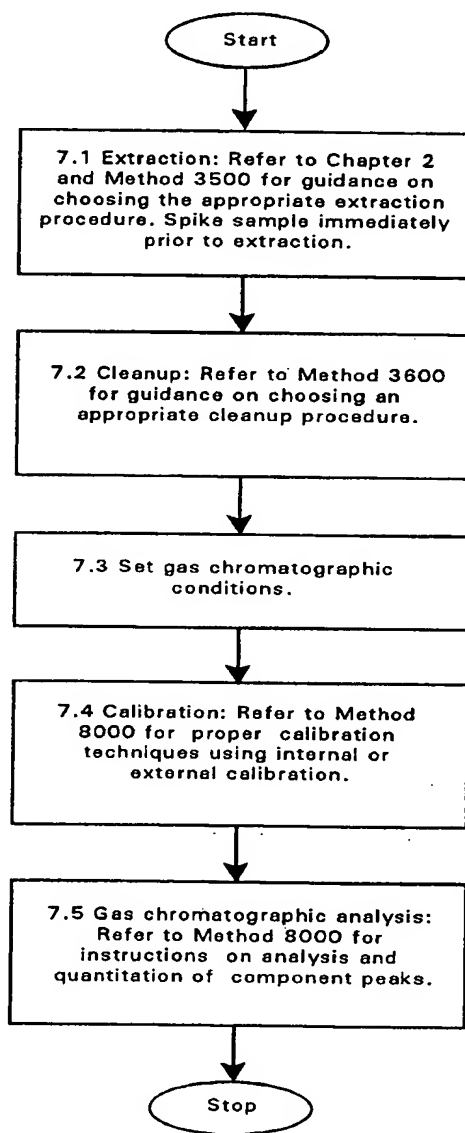 Start
7.1 Extraction: Refer to Chapter 2
and Method 3500 for guidance on
choosing the appropriate extraction
procedure. Spike sample immediately
prior to extraction.
7.2 Cleanup: Refer to Method 3600
for guidance on choosing an
appropriate cleanup procedure.
7.3 Set gas chromatographic
conditions.
7.4 Calibration: Refer to Method
8000 for proper calibration
techniques using internal or
external calibration.
7.5 Gas chromatographic analysis:
Refer to Method 8000 for
instructions on analysis and
quantitation of component peaks.
Stop